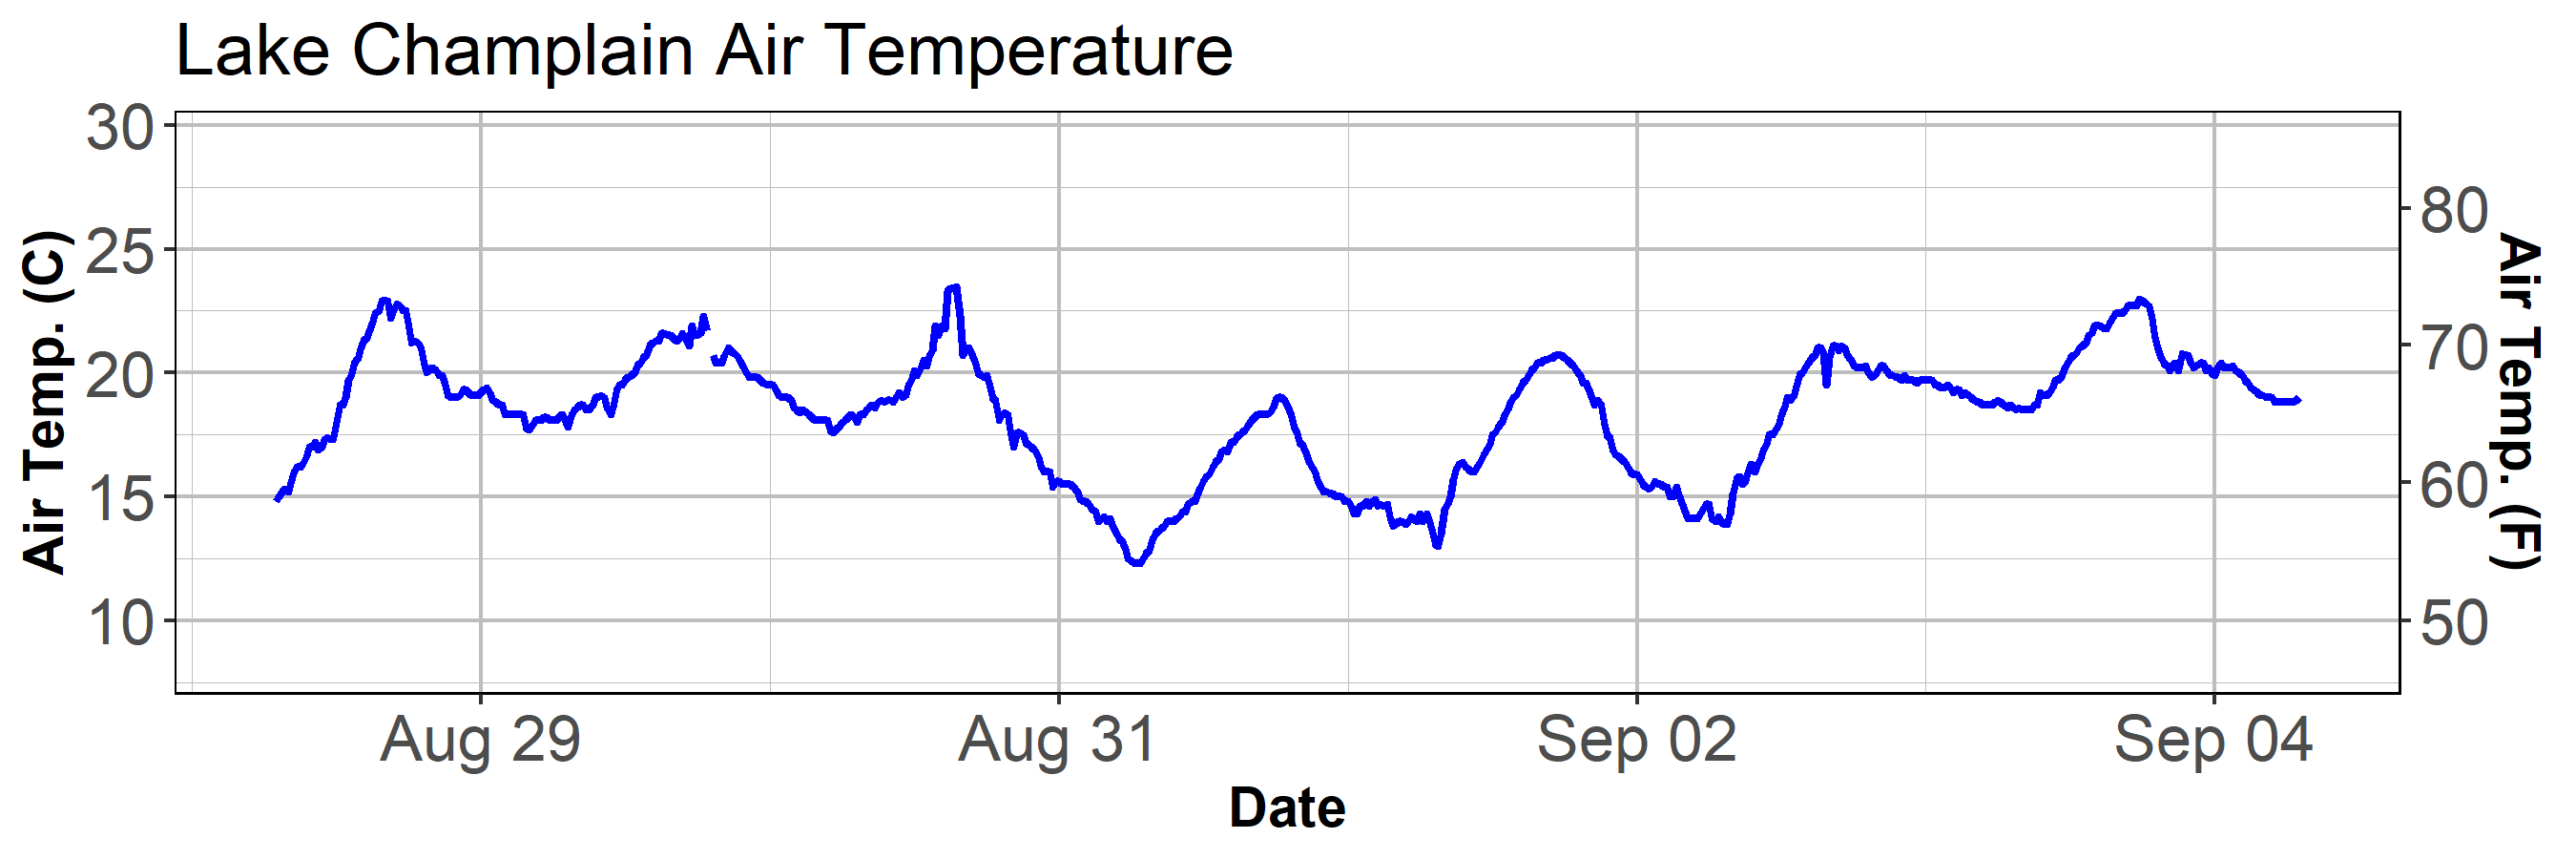 Lake Champlain Air Temperature
30
25
20
15
10
Air Temp. (C)
80
70
60
50
Air Temp. (F)
Aug 29
Aug 31
Sep 02
Sep 04
Date